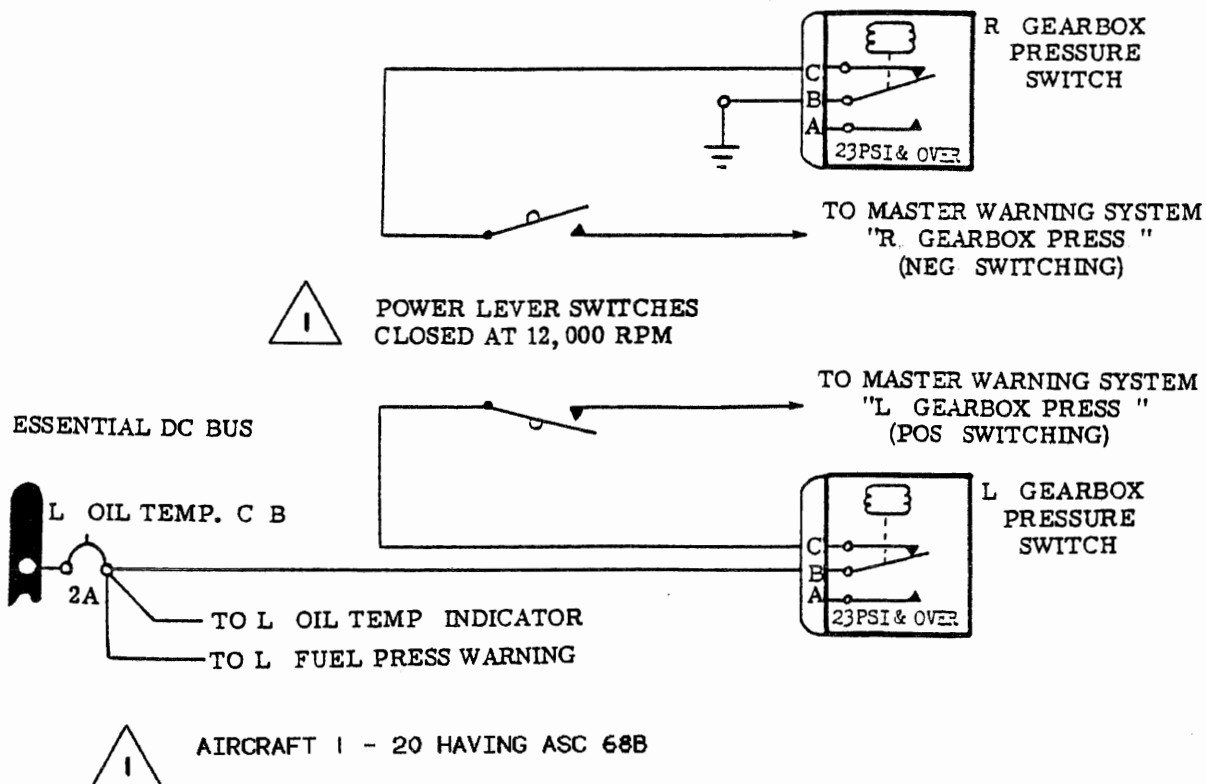 R GEARBOX
PRESSURE
SWITCH
C
B
A
23PSI & OVER
TO MASTER WARNING SYSTEM
"R. GEARBOX PRESS "
(NEG SWITCHING)
1
POWER LEVER SWITCHES
CLOSED AT 12,000 RPM
TO MASTER WARNING SYSTEM
"L GEARBOX PRESS "
(POS SWITCHING)
ESSENTIAL DC BUS
L OIL TEMP. C B
2A
L GEARBOX
PRESSURE
SWITCH
C
B
A
23PSI & OVER
TO L OIL TEMP INDICATOR
TO L FUEL PRESS WARNING
1
AIRCRAFT 1 - 20 HAVING ASC 68B